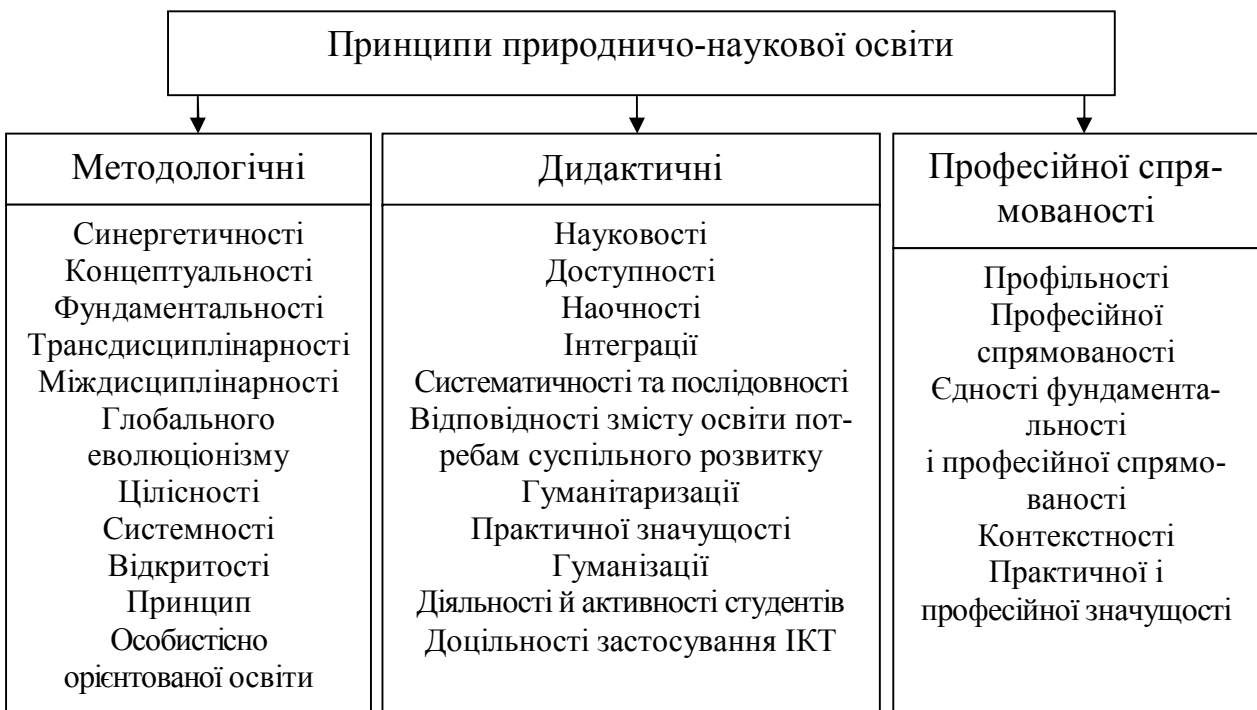 Принципи природничо-наукової освіти
Методологічні
Синергетичності
Концептуальності
Фундаментальності
Трансдисциплінарності
Міждисциплінарності
Глобального
еволюціонізму
Цілісності
Системності
Відкритості
Принцип
Особистісно
орієнтованої освіти
Дидактичні
Науковості
Доступності
Наочності
Інтеграції
Систематичності та послідовності
Відповідності змісту освіти пот-
ребам суспільного розвитку
Гуманітаризації
Практичної значущості
Гуманізації
Діяльності й активності студентів
Доцільності застосування ІКТ
Професійної спря-
мованості
Профільності
Професійної
спрямованості
Єдності фундамента-
льності
і професійної спрямо-
ваності
Контекстності
Практичної і
професійної значущості